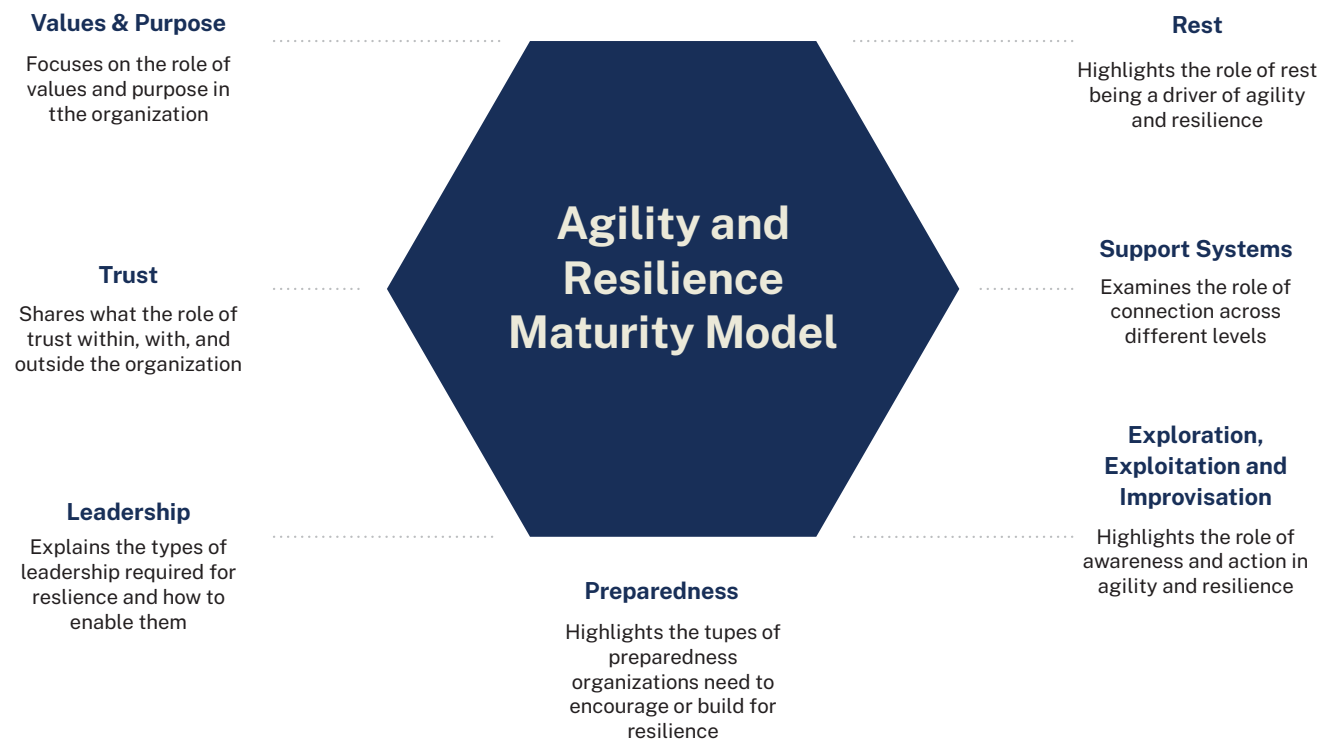 Values & Purpose
Focuses on the role of
values and purpose in
tthe organization
Trust
Shares what the role of
trust within, with, and
outside the organization
Leadership
Explains the types of
leadership required for
reslience and how to
enable them
Agility and
Resilience
Maturity Model
Preparedness
Highlights the tupes of
preparedness
organizations need to
encourage or build for
resilience
Rest
Highlights the role of rest
being a driver of agility
and resilience
Support Systems
Examines the role of
connection across
different levels
Exploration,
Exploitation and
Improvisation
Highlights the role of
awareness and action in
agility and resilience